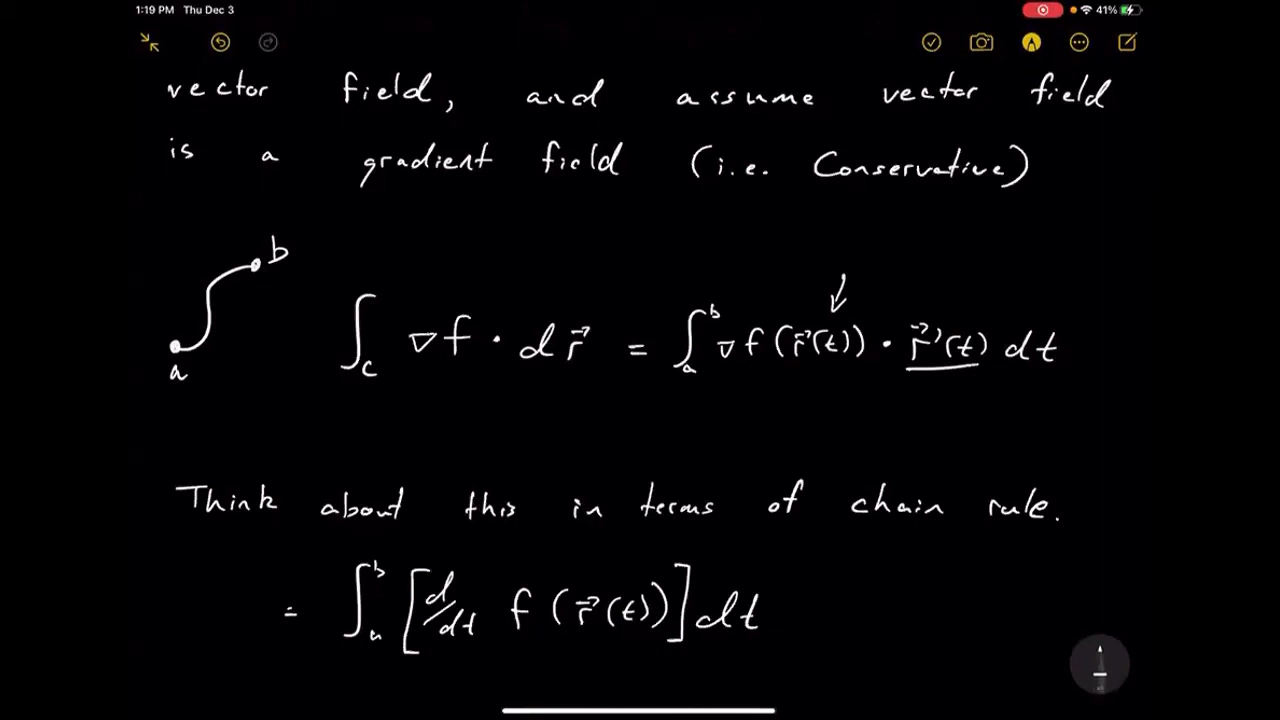 1:19 PM Thu Dec 3 41%
vector field, and assume vector field
is a gradient field (i.e. Conservative)
b
a
∫_c ∇f · d r⃗ = ∫_a^b ∇f(r⃗(t)) · r⃗'(t) dt
Think about this in terms of chain rule.
= ∫_a^b [d/dt f(r⃗(t))] dt